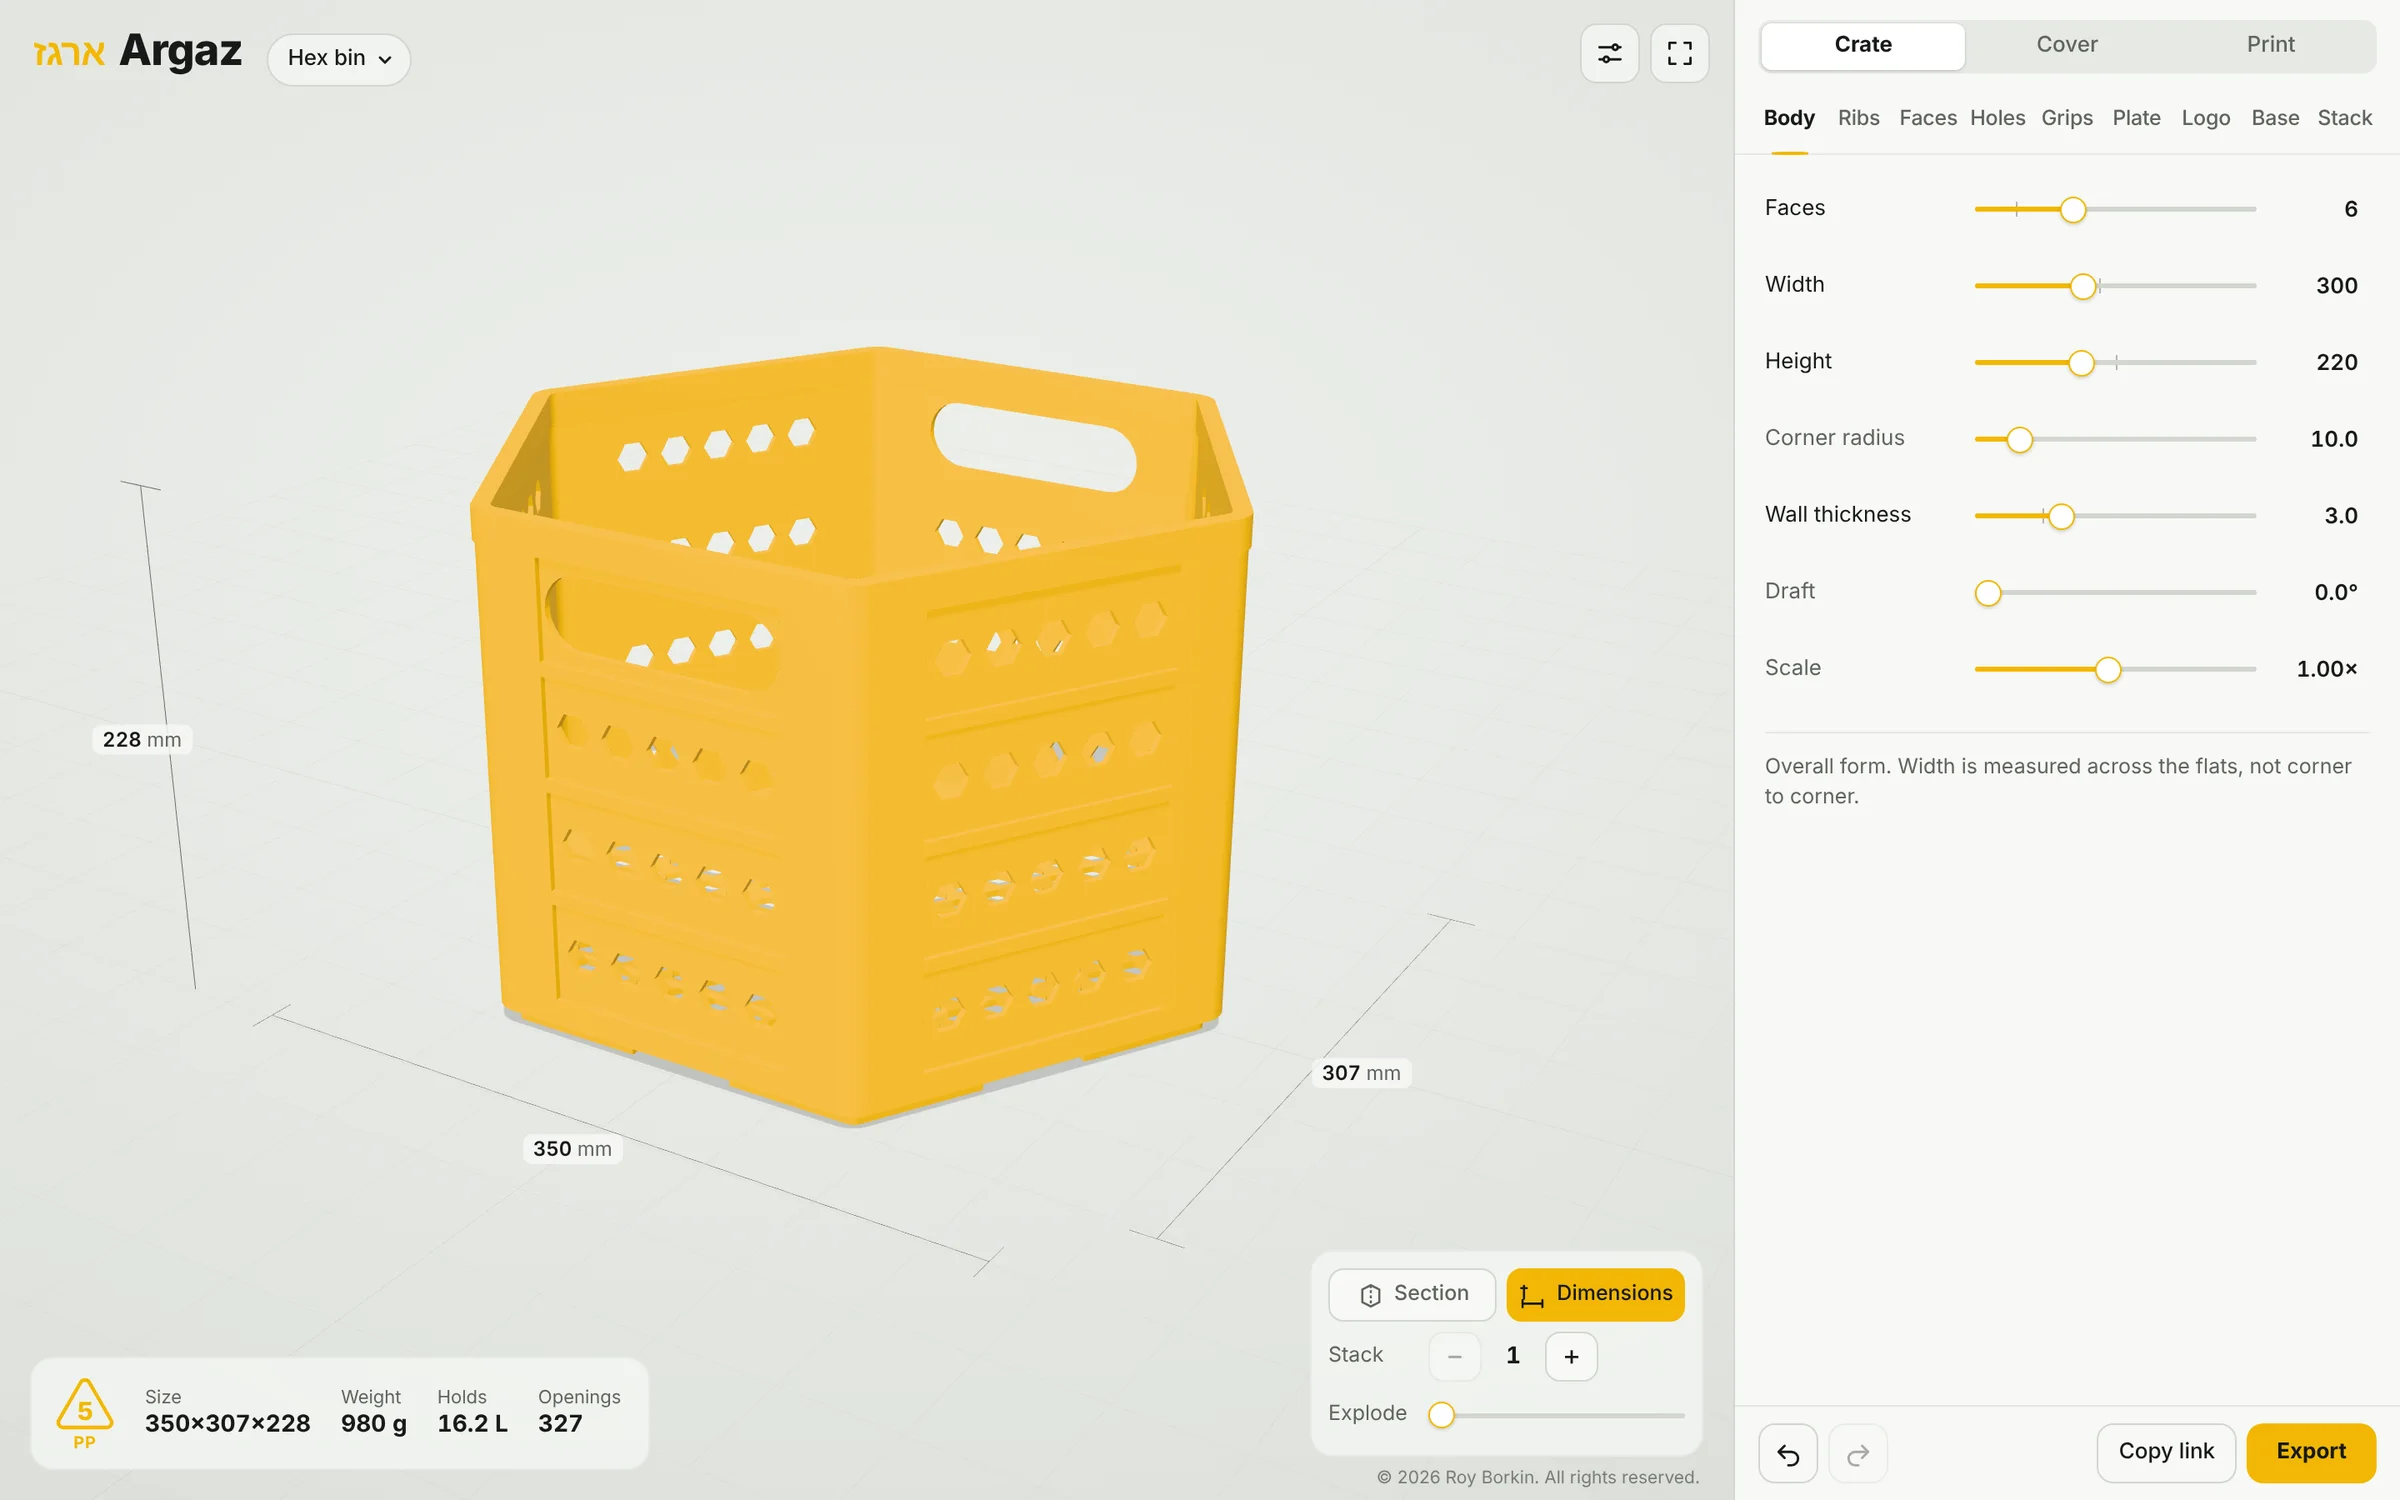 ארגז Argaz
Hex bin
Crate Cover Print
Body Ribs Faces Holes Grips Plate Logo Base Stack
Faces 6
Width 300
Height 220
Corner radius 10.0
Wall thickness 3.0
Draft 0.0°
Scale 1.00×
Overall form. Width is measured across the flats, not corner
to corner.
228 mm
350 mm
307 mm
Section Dimensions
Stack − 1 +
Explode
5
PP
Size Weight Holds Openings
350×307×228 980 g 16.2 L 327
© 2026 Roy Borkin. All rights reserved.
Copy link Export